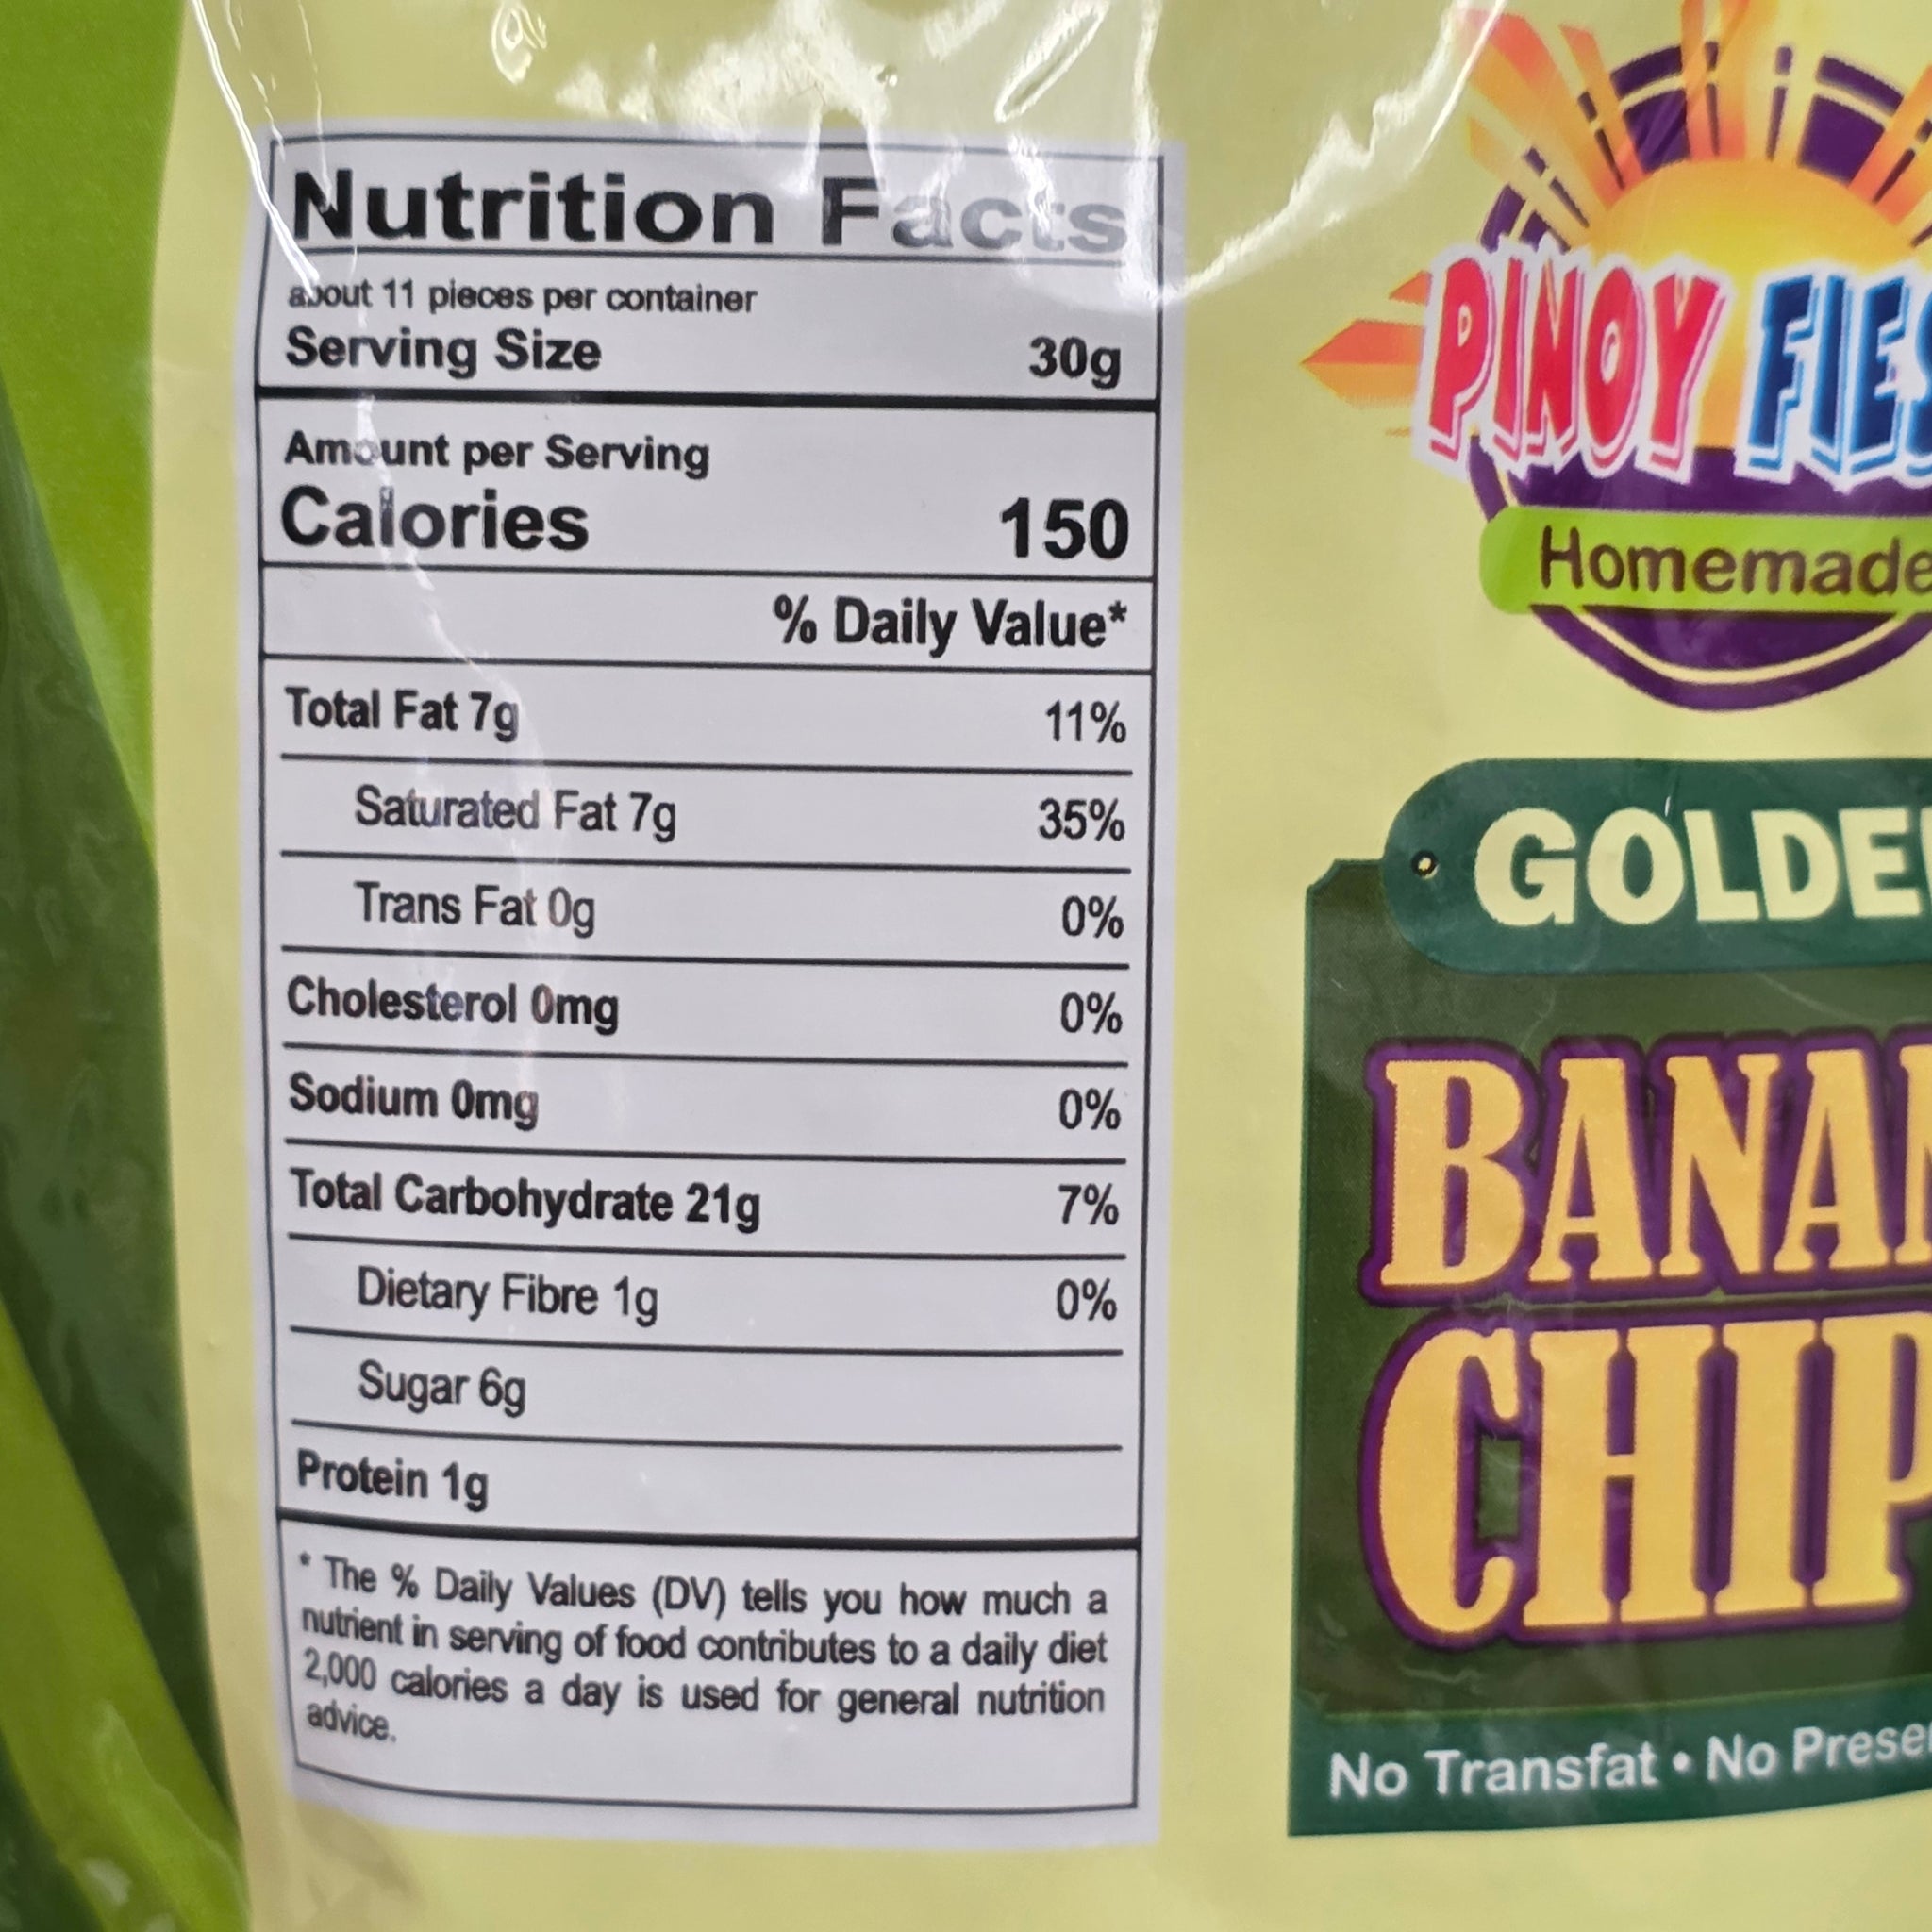 Nutrition Facts
about 11 pieces per container
Serving Size 30g
Amount per Serving
Calories 150
% Daily Value*
Total Fat 7g 11%
Saturated Fat 7g 35%
Trans Fat 0g 0%
Cholesterol 0mg 0%
Sodium 0mg 0%
Total Carbohydrate 21g 7%
Dietary Fibre 1g 0%
Sugar 6g
Protein 1g
* The % Daily Values (DV) tells you how much a
nutrient in serving of food contributes to a daily diet
2,000 calories a day is used for general nutrition
advice.
PINOY
Homemade
No Transfat • No